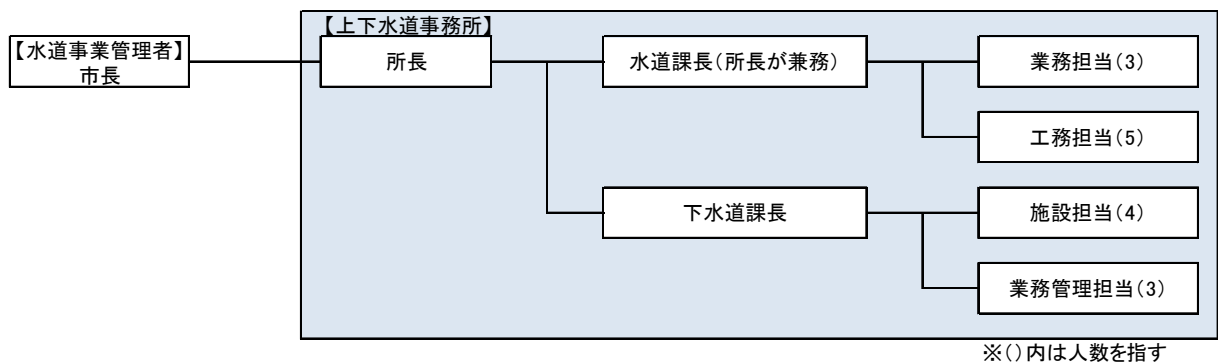 【上下水道事務所】
【水道事業管理者】
市長
所長
水道課長(所長が兼務)
業務担当(3)
工務担当(5)
下水道課長
施設担当(4)
業務管理担当(3)
※()内は人数を指す